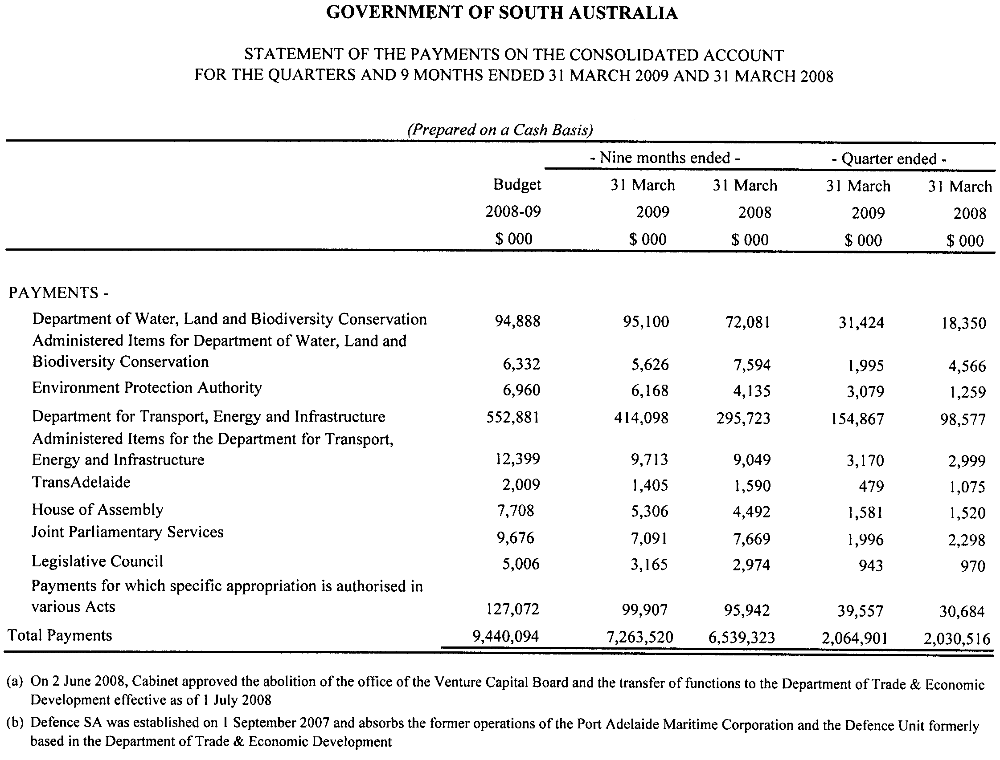 GOVERNMENT OF SOUTH AUSTRALIA
STATEMENT OF THE PAYMENTS ON THE CONSOLIDATED ACCOUNT
FOR THE QUARTERS AND 9 MONTHS ENDED 31 MARCH 2009 AND 31 MARCH 2008
(Prepared on a Cash Basis)
- Nine months ended - - Quarter ended -
Budget 31 March 31 March 31 March 31 March
2008-09 2009 2008 2009 2008
$ 000 $ 000 $ 000 $ 000 $ 000
PAYMENTS -
Department of Water, Land and Biodiversity Conservation 94,888 95,100 72,081 31,424 18,350
Administered Items for Department of Water, Land and
Biodiversity Conservation 6,332 5,626 7,594 1,995 4,566
Environment Protection Authority 6,960 6,168 4,135 3,079 1,259
Department for Transport, Energy and Infrastructure 552,881 414,098 295,723 154,867 98,577
Administered Items for the Department for Transport,
Energy and Infrastructure 12,399 9,713 9,049 3,170 2,999
TransAdelaide 2,009 1,405 1,590 479 1,075
House of Assembly 7,708 5,306 4,492 1,581 1,520
Joint Parliamentary Services 9,676 7,091 7,669 1,996 2,298
Legislative Council 5,006 3,165 2,974 943 970
Payments for which specific appropriation is authorised in
various Acts 127,072 99,907 95,942 39,557 30,684
Total Payments 9,440,094 7,263,520 6,539,323 2,064,901 2,030,516
(a) On 2 June 2008, Cabinet approved the abolition of the office of the Venture Capital Board and the transfer of functions to the Department of Trade & Economic
Development effective as of 1 July 2008
(b) Defence SA was established on 1 September 2007 and absorbs the former operations of the Port Adelaide Maritime Corporation and the Defence Unit formerly
based in the Department of Trade & Economic Development